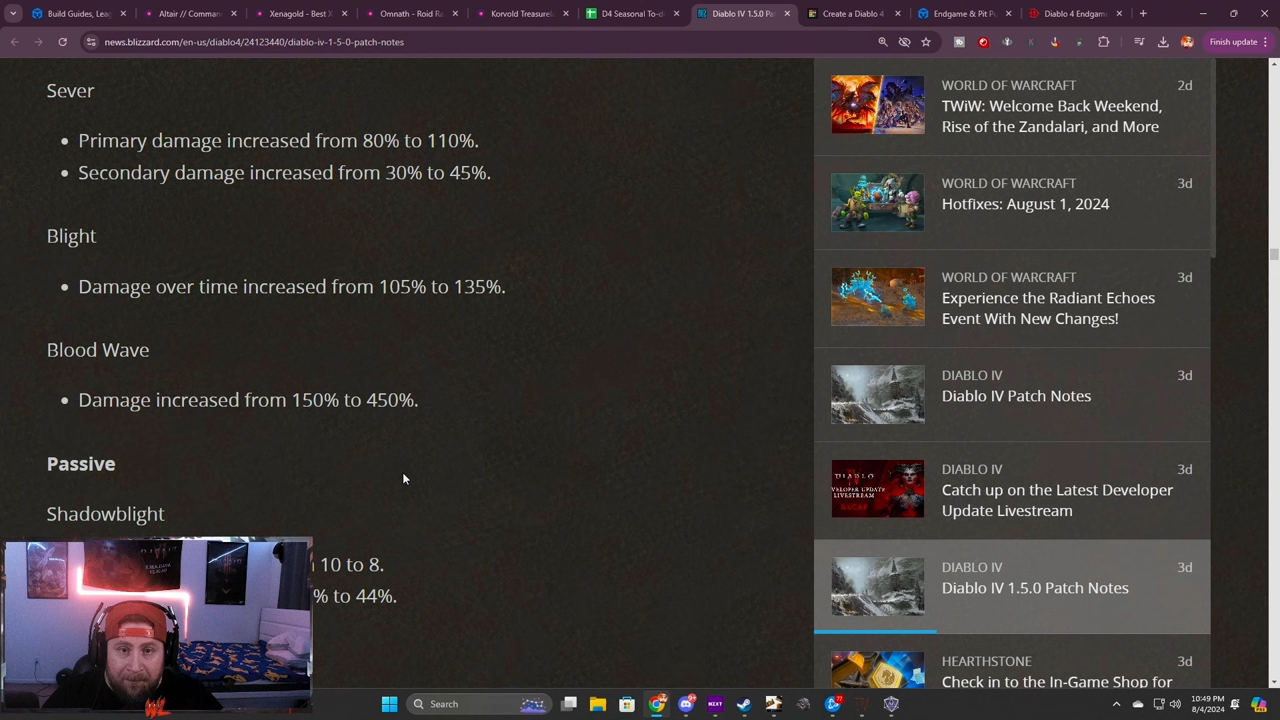 Build Guides, Leag
Altair // Comman
Xenagold - Best X
Omnath - Roid Ra
Korvold Treasurel
D4 Seasonal To-d
Diablo IV 1.5.0 Pat
Create a Diablo 4
Endgame & Pit Pu
Diablo 4 Endgam
news.blizzard.com/en-us/diablo4/24123440/diablo-iv-1-5-0-patch-notes
Finish update
Sever
Primary damage increased from 80% to 110%.
Secondary damage increased from 30% to 45%.
Blight
Damage over time increased from 105% to 135%.
Blood Wave
Damage increased from 150% to 450%.
Passive
Shadowblight
10 to 8.
% to 44%.
WORLD OF WARCRAFT 2d
TWiW: Welcome Back Weekend,
Rise of the Zandalari, and More
WORLD OF WARCRAFT 3d
Hotfixes: August 1, 2024
WORLD OF WARCRAFT 3d
Experience the Radiant Echoes
Event With New Changes!
DIABLO IV 3d
Diablo IV Patch Notes
DIABLO IV 3d
Catch up on the Latest Developer
Update Livestream
DIABLO IV 3d
Diablo IV 1.5.0 Patch Notes
HEARTHSTONE 3d
Check in to the In-Game Shop for
Search
10:49 PM
8/4/2024